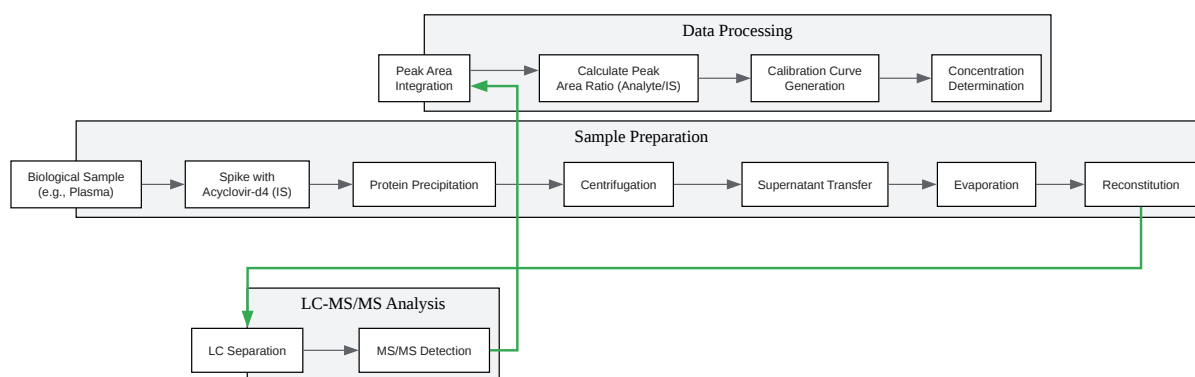 Data Processing
Peak Area
Integration
Calculate Peak
Area Ratio (Analyte/IS)
Calibration Curve
Generation
Concentration
Determination
Sample Preparation
Biological Sample
(e.g., Plasma)
Spike with
Acyclovir-d4 (IS)
Protein Precipitation
Centrifugation
Supernatant Transfer
Evaporation
Reconstitution
LC-MS/MS Analysis
LC Separation
MS/MS Detection